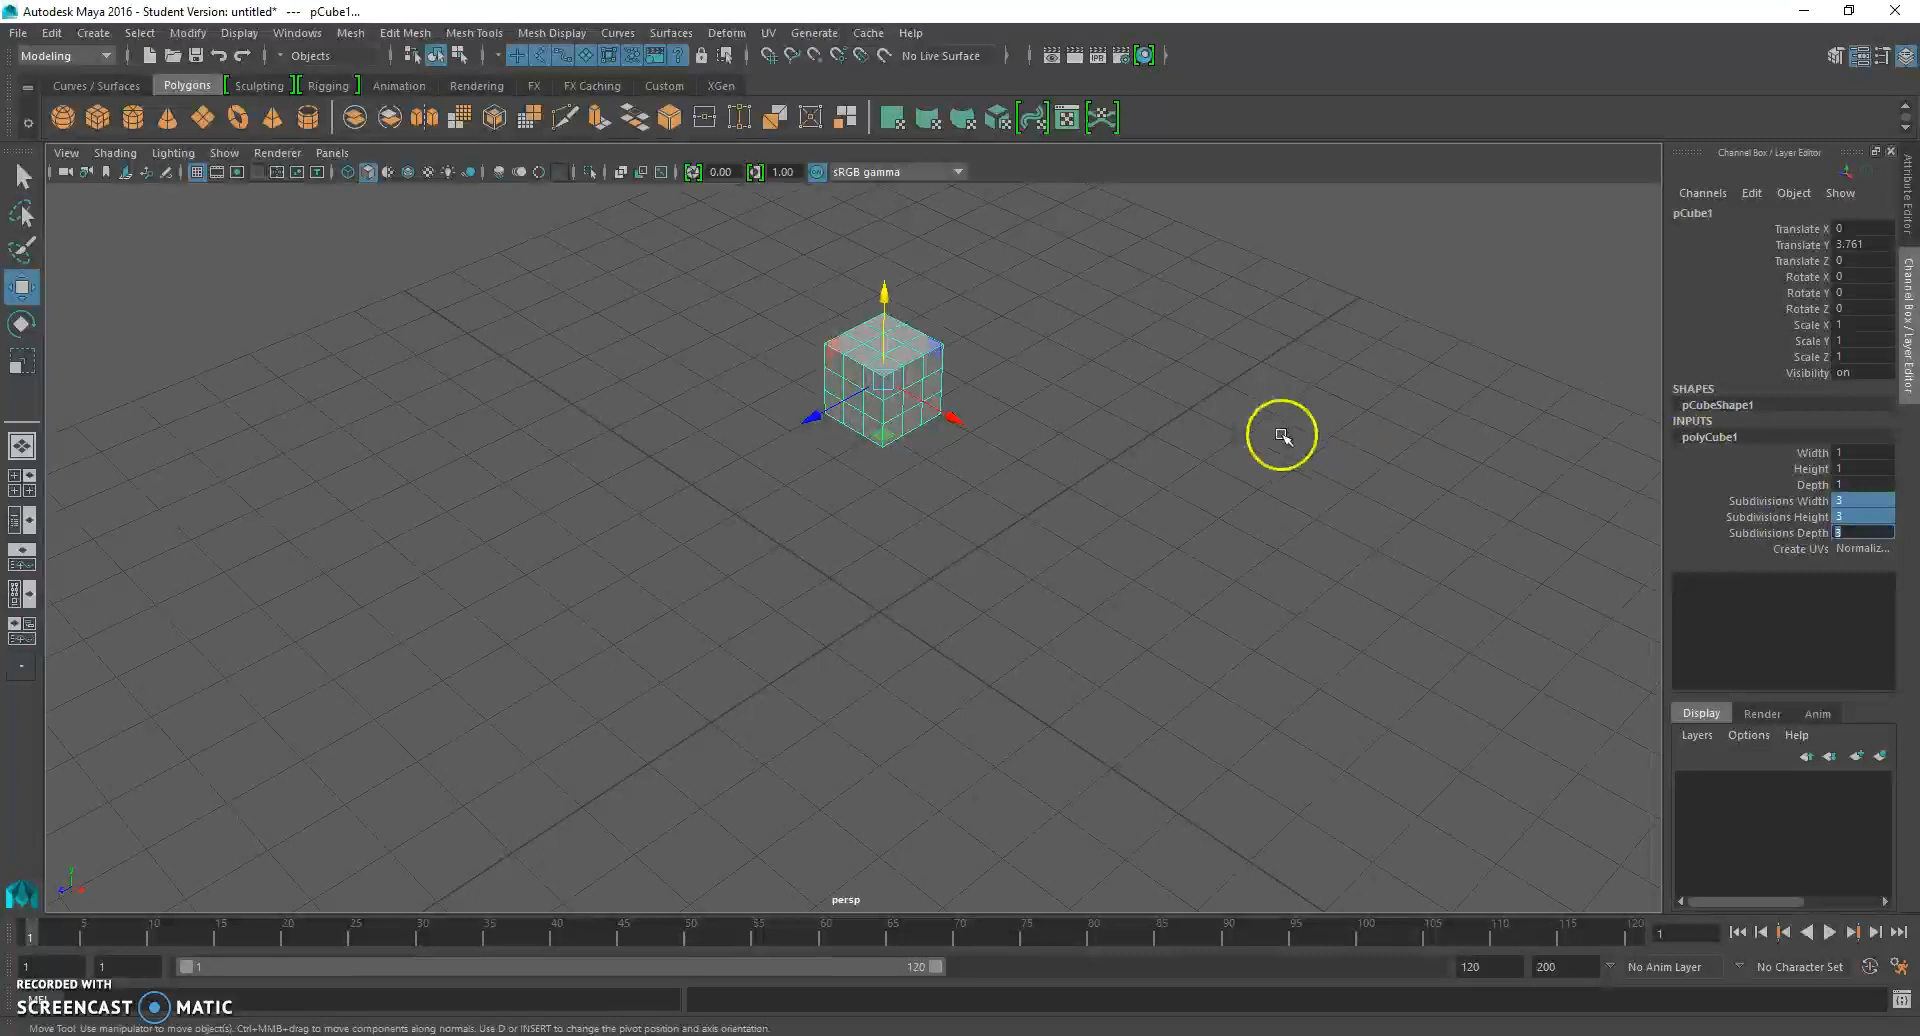 Autodesk Maya 2016 - Student Version: untitled* --- pCube1...
File Edit Create Select Modify Display Windows Mesh Edit Mesh Mesh Tools Mesh Display Curves Surfaces Deform UV Generate Cache Help
Modeling Objects No Live Surface
Curves / Surfaces Polygons Sculpting Rigging Animation Rendering FX FX Caching Custom XGen
View Shading Lighting Show Renderer Panels
0.00 1.00 sRGB gamma
Channel Box / Layer Editor
Channels Edit Object Show
pCube1
Translate X 0
Translate Y 3.761
Translate Z 0
Rotate X 0
Rotate Y 0
Rotate Z 0
Scale X 1
Scale Y 1
Scale Z 1
Visibility on
SHAPES
pCubeShape1
INPUTS
polyCube1
Width 1
Height 1
Depth 1
Subdivisions Width 3
Subdivisions Height 3
Subdivisions Depth 3
Create UVs Normaliz...
Attribute Editor
Channel Box / Layer Editor
Display Render Anim
Layers Options Help
persp
1 5 10 15 20 25 30 35 40 45 50 55 60 65 70 75 80 85 90 95 100 105 110 115 120 1
1 1 1 120 120 200 No Anim Layer No Character Set
RECORDED WITH
SCREENCAST MATIC
Move Tool: Use manipulator to move object(s). Ctrl+MMB+drag to move components along normals. Use D or INSERT to change the pivot position and axis orientation.